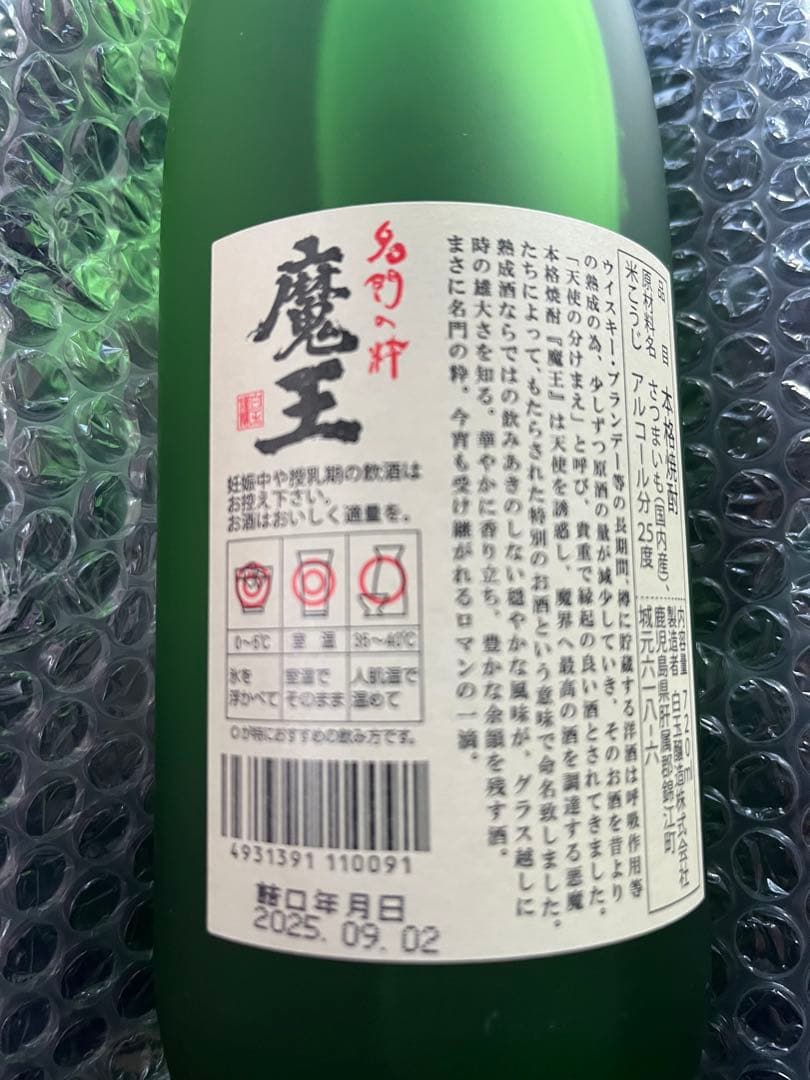 品目 本格焼酎
原材料名 さつまいも(国内産)、
米こうじ アルコール分 25度
内容量 720ml
製造者 白玉醸造株式会社
鹿児島県肝属郡錦江町
城元六一八-六
ウイスキー・ブランデー等の長期間、樽に貯蔵する洋酒は呼吸作用等
の熟成の為、少しずつ原酒の量が減少していき、そのお酒を昔より
「天使の分けまえ」と呼び、貴重で縁起の良い酒とされてきました。
本格焼酎『魔王』は天使を誘惑し、魔界へ最高の酒を調達する悪魔
たちによって、もたらされた特別のお酒という意味で命名致しました。
熟成酒ならではの飲みあきのしない穏やかな風味が、グラス越しに
時の雄大さを知る。華やかに香り立ち、豊かな余韻を残す酒。
まさに名門の粋。今宵も受け継がれるロマンの一滴。
名門の粋
魔王
妊娠中や授乳期の飲酒は
お控え下さい。
お酒はおいしく適量を。
0～5℃ 室温 35～40℃
氷を 室温で 人肌温で
浮かべて そのまま 温めて
○が特におすすめの飲み方です。
4931391 110091
詰口年月日
2025. 09. 02